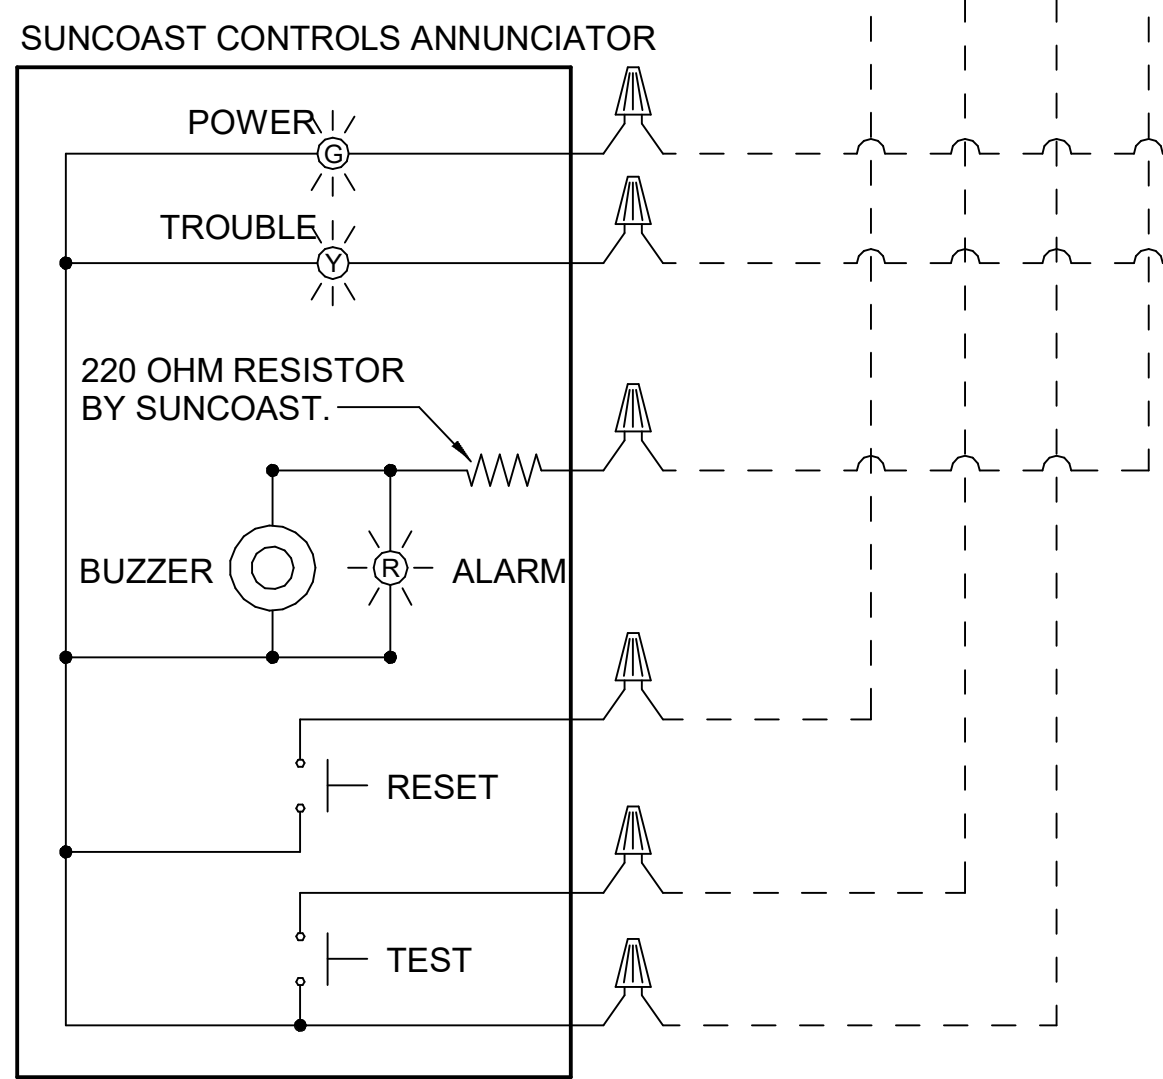 SUNCOAST CONTROLS ANNUNCIATOR
POWER
G
TROUBLE
Y
220 OHM RESISTOR
BY SUNCOAST.
BUZZER
R
ALARM
RESET
TEST